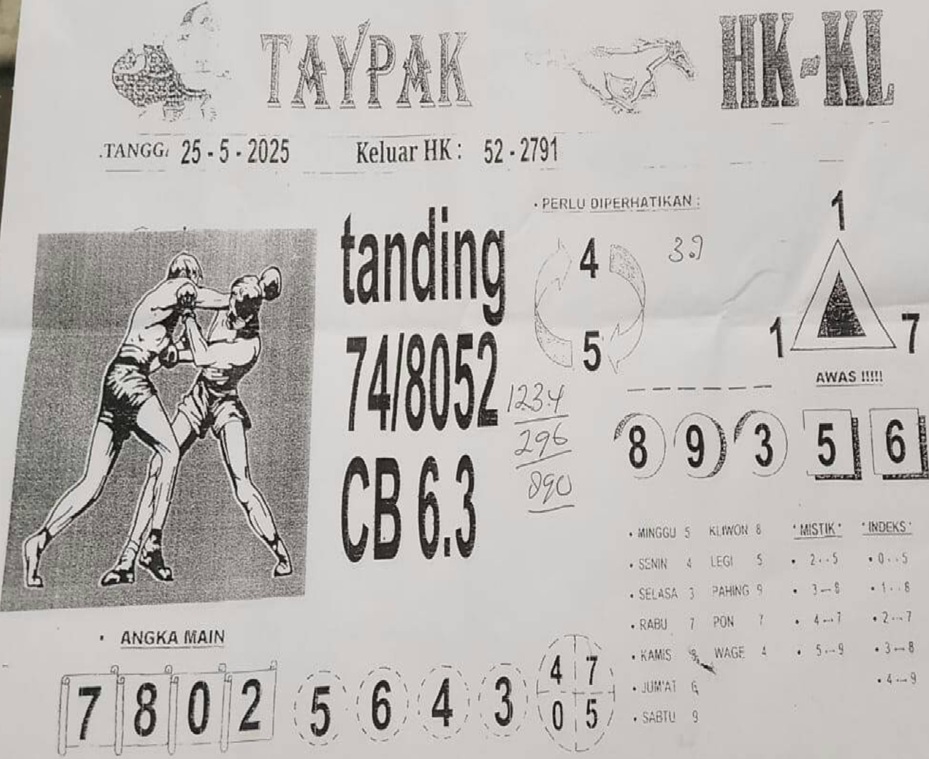 TAYPAK
HK-KL
TANGG: 25 - 5 - 2025
Keluar HK : 52 - 2791
tanding
74/8052
CB 6.3
1234
296
890
• PERLU DIPERHATIKAN :
4
5
1
1 7
AWAS !!!!!
8 9 3 5 6
• MINGGU 5 KLIWON 8
• SENIN 4 LEGI 5
• SELASA 3 PAHING 9
• RABU 7 PON 7
• KAMIS WAGE 4
• JUM'AT 6
• SABTU 9
' MISTIK '
• 2 - - 5
• 3 -- 8
• 4 -- 7
• 5 -- 9
' INDEKS '
• 0 - - 5
• 1 - - 6
• 2 -- 7
• 3 -- 8
• 4 -- 9
• ANGKA MAIN
7 8 0 2 5 6 4 3
4 7
0 5